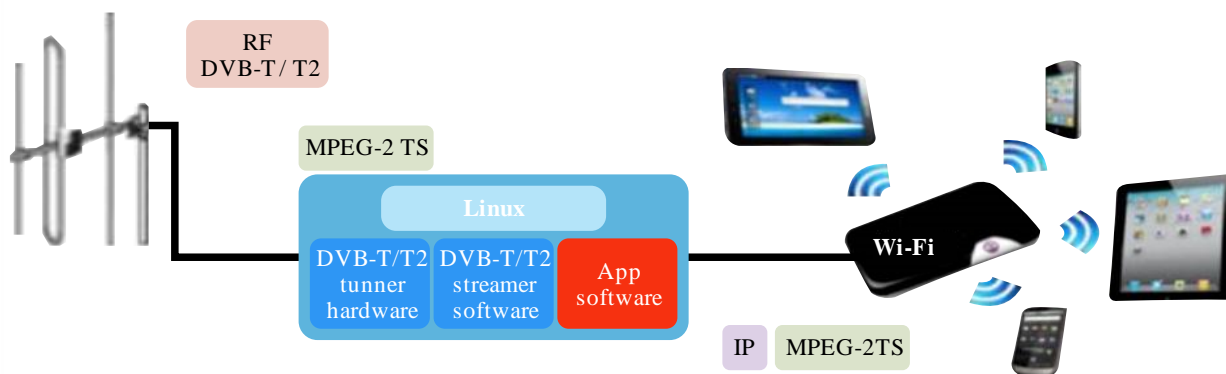 RF
DVB-T / T2
MPEG-2 TS
Linux
DVB-T/T2
tunner
hardware
DVB-T/T2
streamer
software
App
software
Wi-Fi
IP
MPEG-2TS